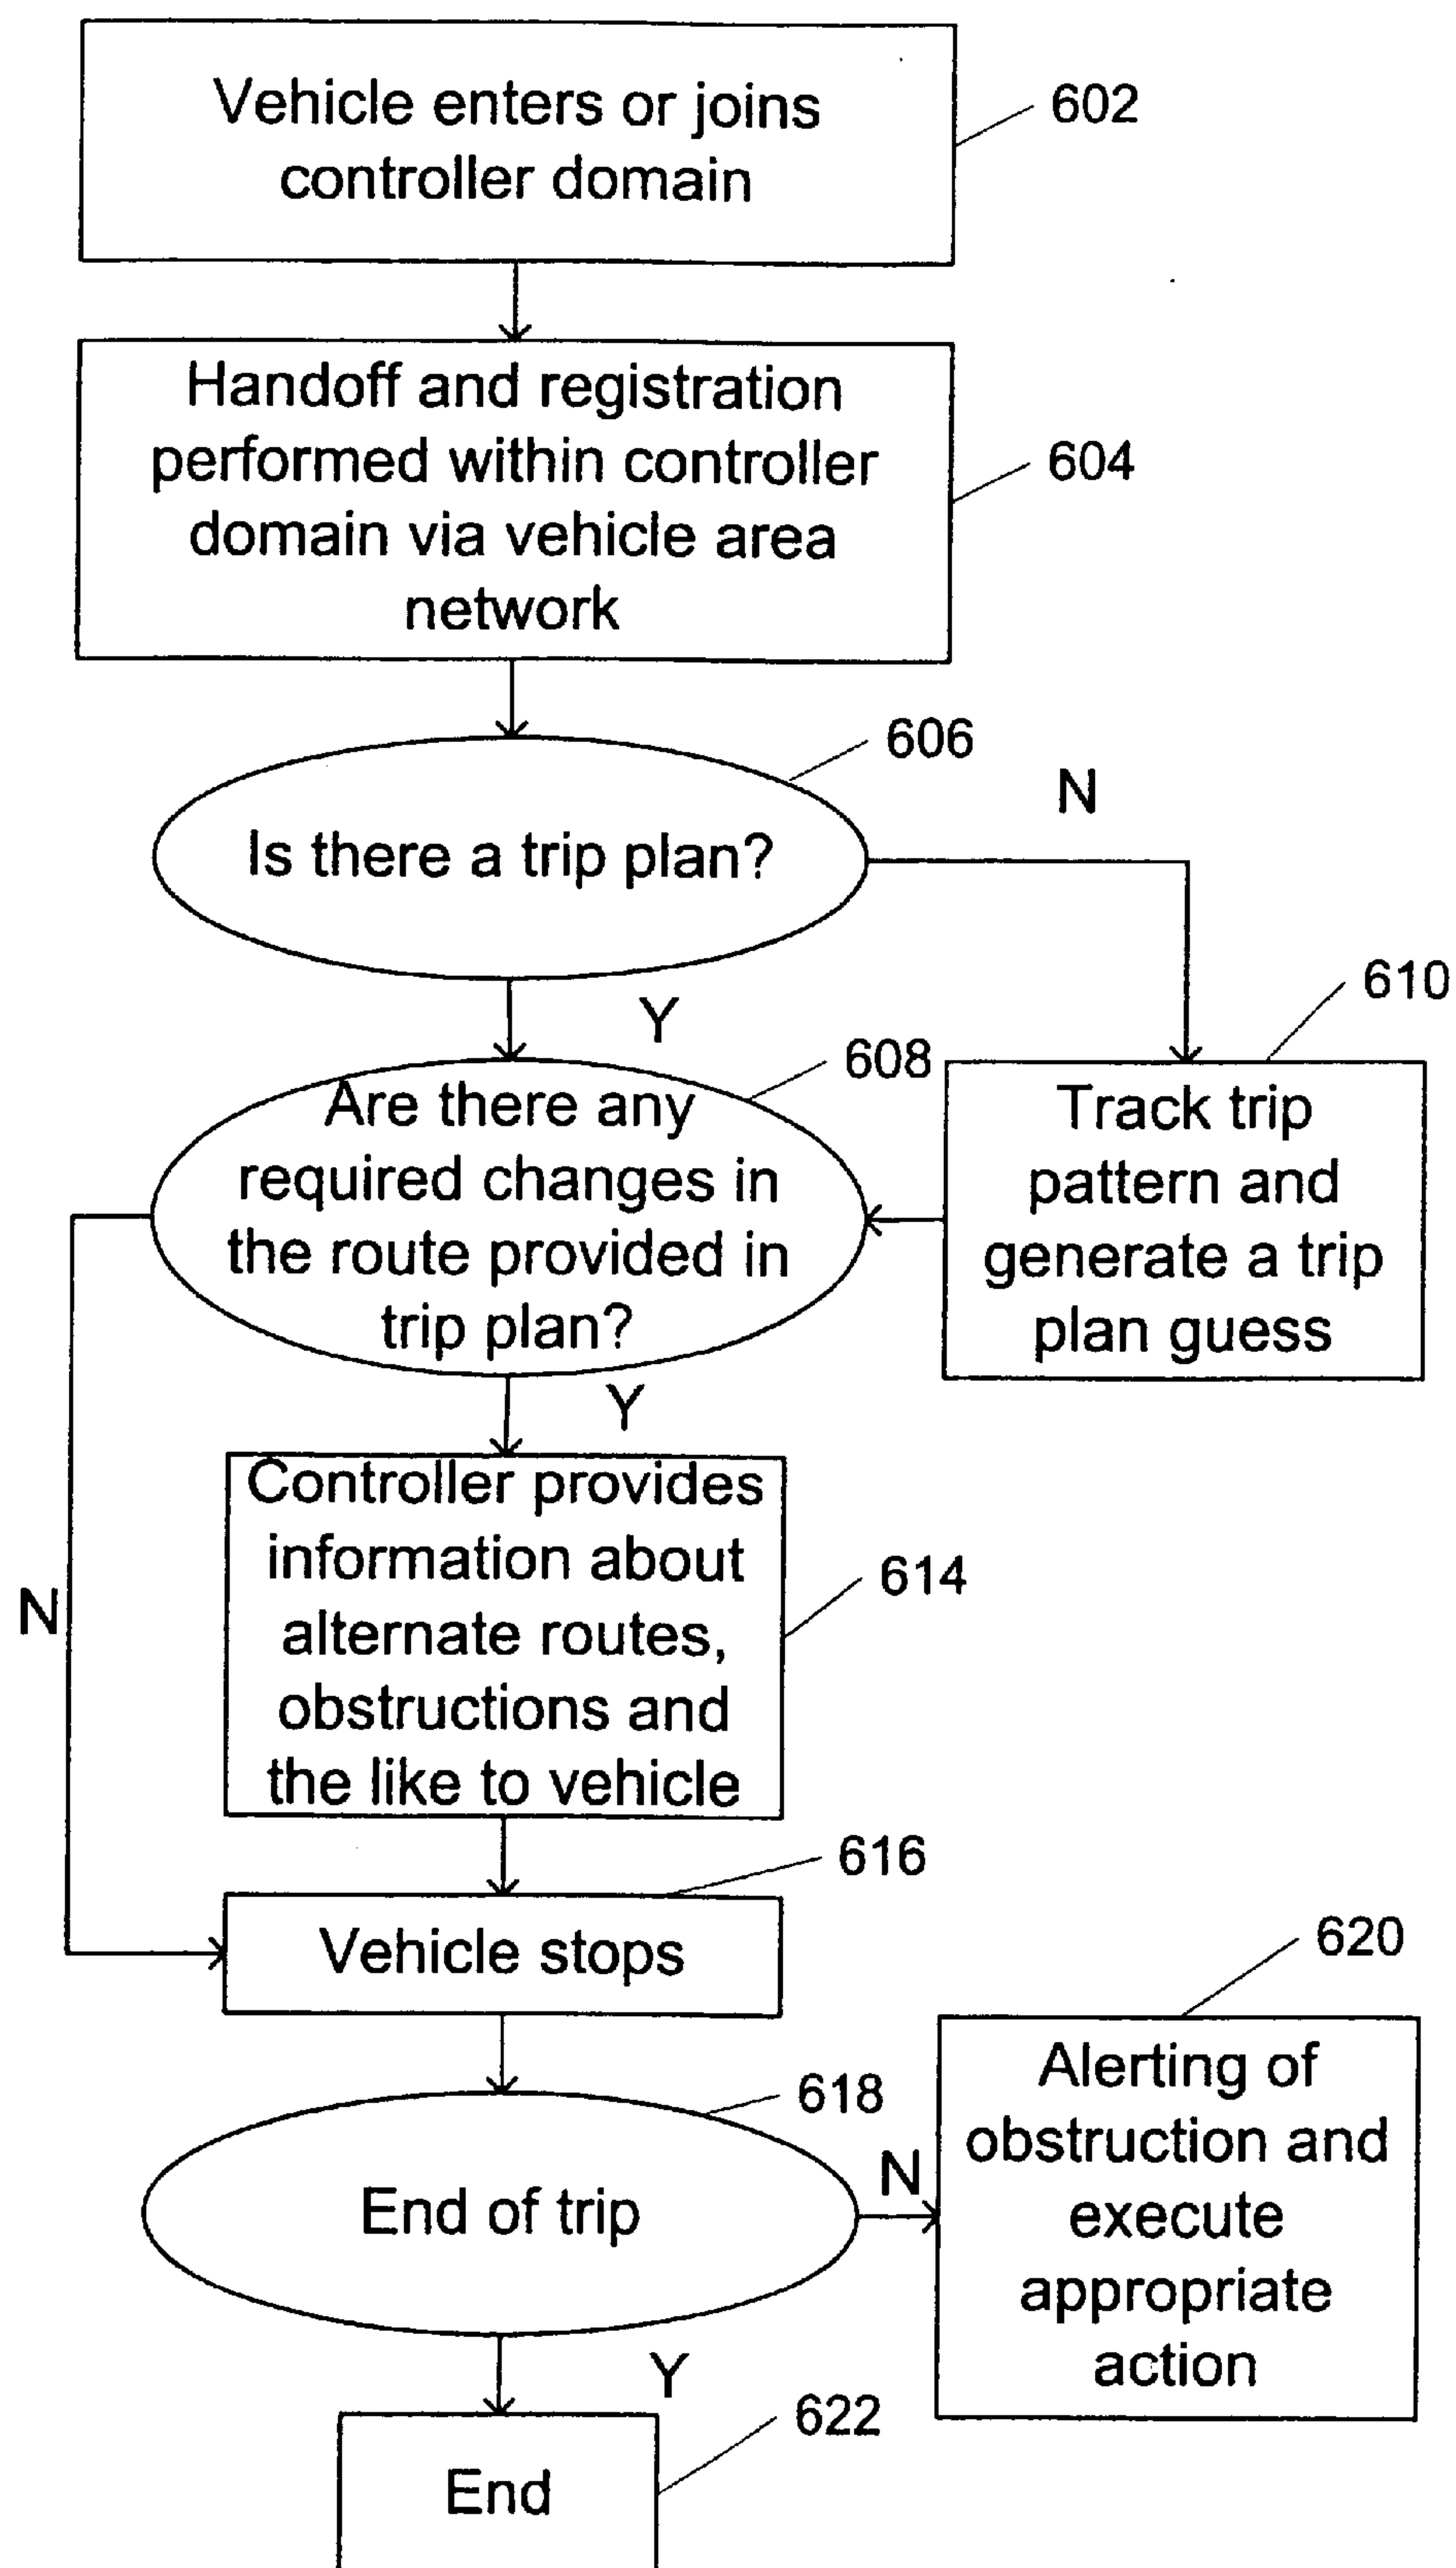 Vehicle enters or joins
controller domain
602
Handoff and registration
performed within controller
domain via vehicle area
network
604
606
N
Is there a trip plan?
Y
610
608
Are there any
required changes in
the route provided in
trip plan?
Track trip
pattern and
generate a trip
plan guess
Y
N
Controller provides
information about
alternate routes,
obstructions and
the like to vehicle
614
616
Vehicle stops
620
618
End of trip
N
Alerting of
obstruction and
execute
appropriate
action
Y
622
End